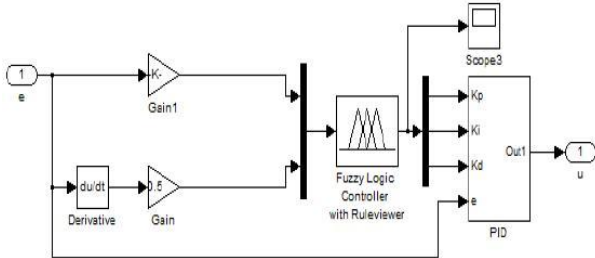 1
e
-K-
Gain1
du/dt
Derivative
0.5
Gain
Fuzzy Logic
Controller
with Ruleviewer
Scope3
Kp
Ki
Kd
e
Out1
PID
1
u